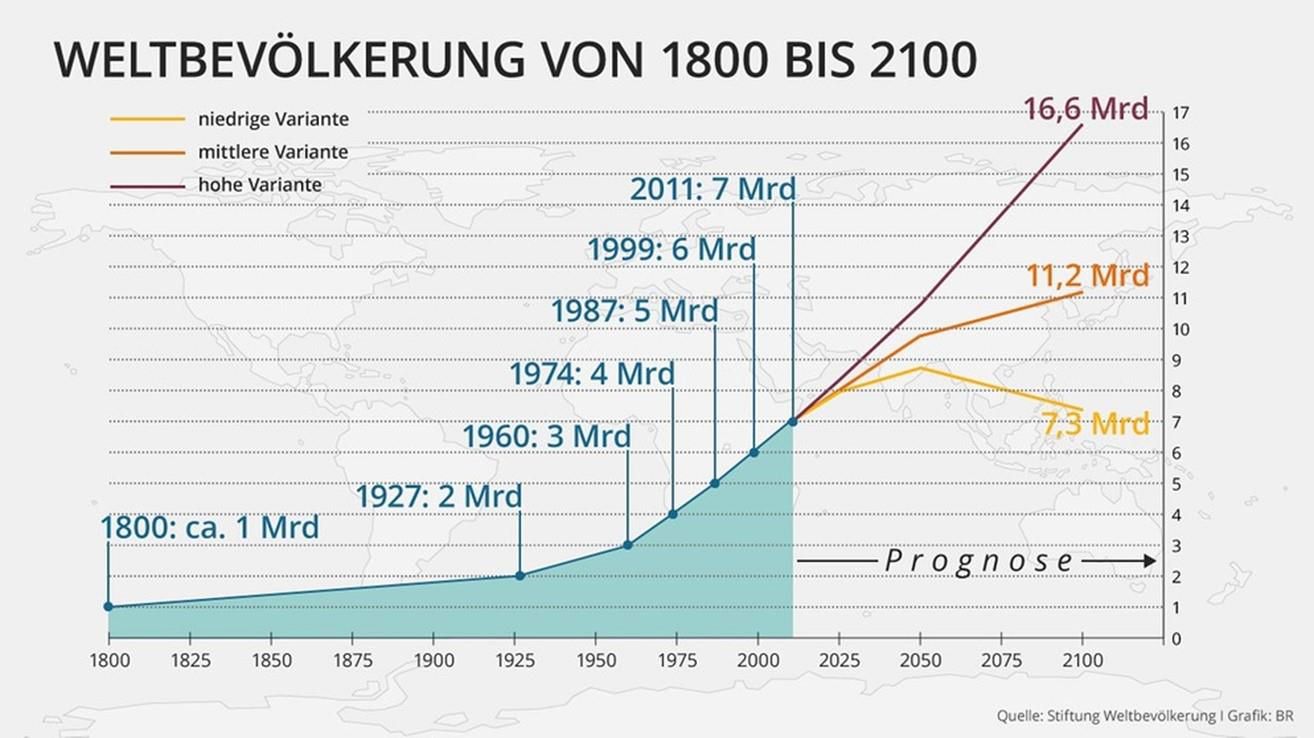 WELTBEVÖLKERUNG VON 1800 BIS 2100
niedrige Variante
mittlere Variante
hohe Variante
16,6 Mrd
11,2 Mrd
7,3 Mrd
2011: 7 Mrd
1999: 6 Mrd
1987: 5 Mrd
1974: 4 Mrd
1960: 3 Mrd
1927: 2 Mrd
1800: ca. 1 Mrd
Prognose
17
16
15
14
13
12
11
10
9
8
7
6
5
4
3
2
1
0
1800 1825 1850 1875 1900 1925 1950 1975 2000 2025 2050 2075 2100
Quelle: Stiftung Weltbevölkerung I Grafik: BR